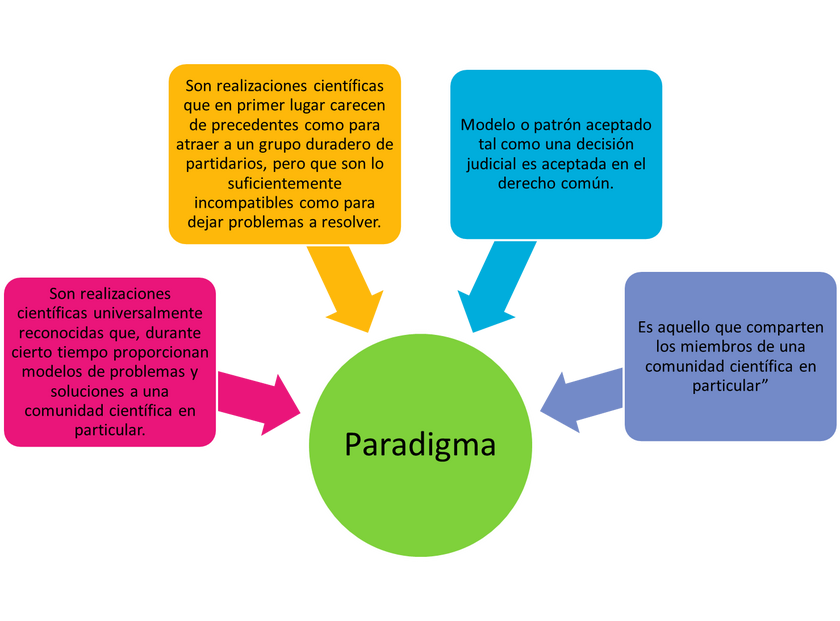 Son realizaciones científicas
que en primer lugar carecen
de precedentes como para
atraer a un grupo duradero de
partidarios, pero que son lo
suficientemente
incompatibles como para
dejar problemas a resolver.
Modelo o patrón aceptado
tal como una decisión
judicial es aceptada en el
derecho común.
Son realizaciones
científicas universalmente
reconocidas que, durante
cierto tiempo proporcionan
modelos de problemas y
soluciones a una
comunidad científica en
particular.
Es aquello que comparten
los miembros de una
comunidad científica en
particular”
Paradigma